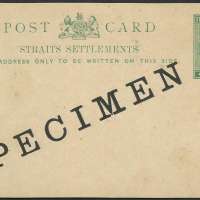 POST CARD
STRAITS SETTLEMENTS
ADDRESS ONLY TO BE WRITTEN ON THIS SIDE
PECIMEN